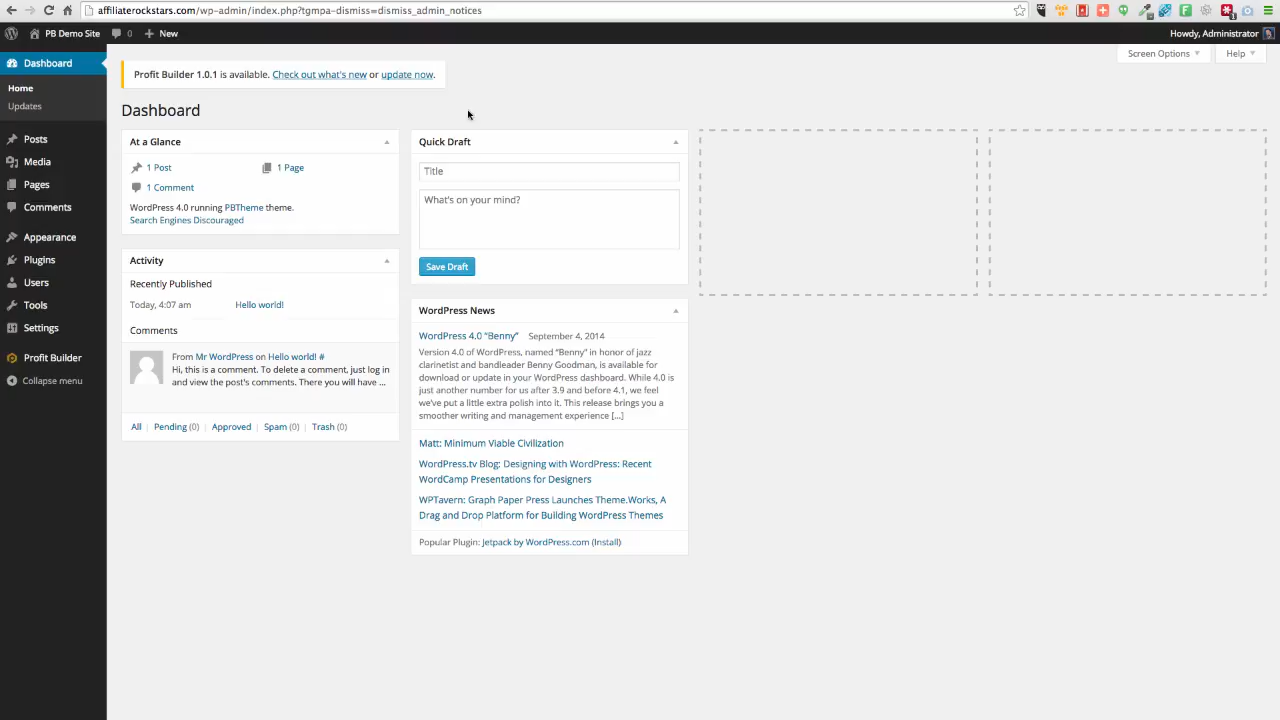 affiliaterockstars.com/wp-admin/index.php?tgmpa-dismiss=dismiss_admin_notices
PB Demo Site 0 New Howdy, Administrator
Screen Options Help
Dashboard
Home
Updates
Posts
Media
Pages
Comments
Appearance
Plugins
Users
Tools
Settings
Profit Builder
Collapse menu
Profit Builder 1.0.1 is available. Check out what's new or update now.
Dashboard
At a Glance
1 Post 1 Page
1 Comment
WordPress 4.0 running PBTheme theme.
Search Engines Discouraged
Activity
Recently Published
Today, 4:07 am Hello world!
Comments
From Mr WordPress on Hello world! #
Hi, this is a comment. To delete a comment, just log in
and view the post's comments. There you will have ...
All Pending (0) Approved Spam (0) Trash (0)
Quick Draft
Title
What's on your mind?
Save Draft
WordPress News
WordPress 4.0 “Benny” September 4, 2014
Version 4.0 of WordPress, named “Benny” in honor of jazz
clarinetist and bandleader Benny Goodman, is available for
download or update in your WordPress dashboard. While 4.0 is
just another number for us after 3.9 and before 4.1, we feel
we’ve put a little extra polish into it. This release brings you a
smoother writing and management experience [...]
Matt: Minimum Viable Civilization
WordPress.tv Blog: Designing with WordPress: Recent
WordCamp Presentations for Designers
WPTavern: Graph Paper Press Launches Theme.Works, A
Drag and Drop Platform for Building WordPress Themes
Popular Plugin: Jetpack by WordPress.com (Install)